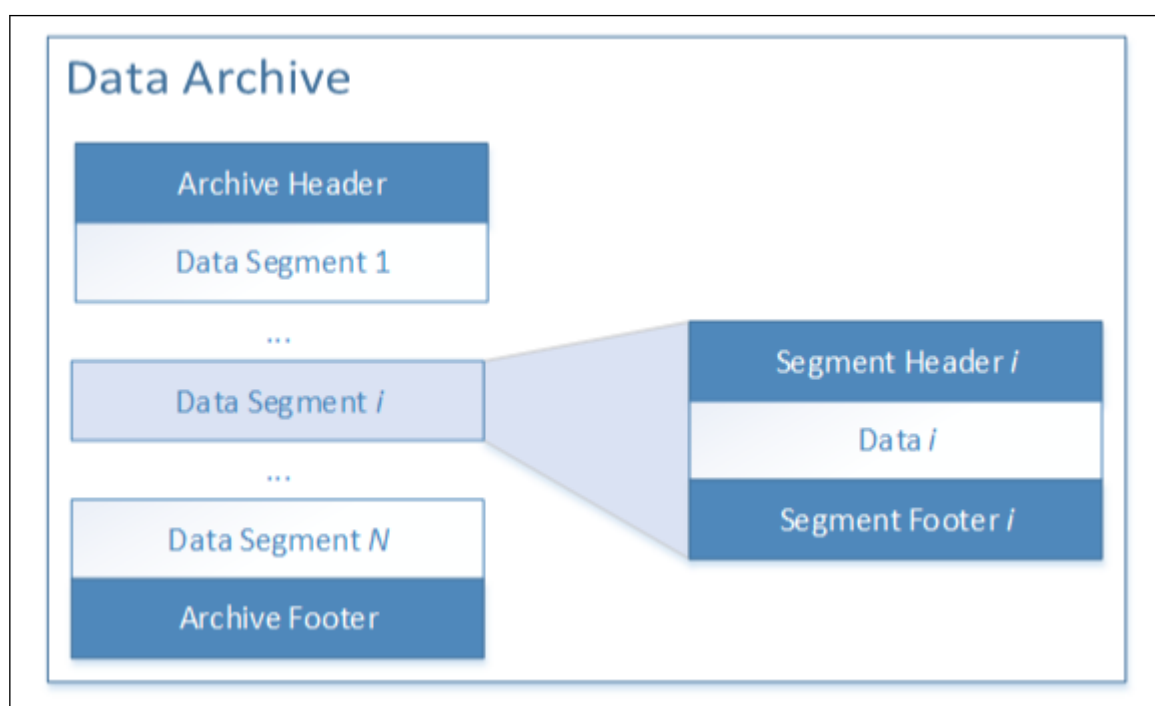 Data Archive
Archive Header
Data Segment 1
...
Data Segment i
...
Data Segment N
Archive Footer
Segment Header i
Data i
Segment Footer i